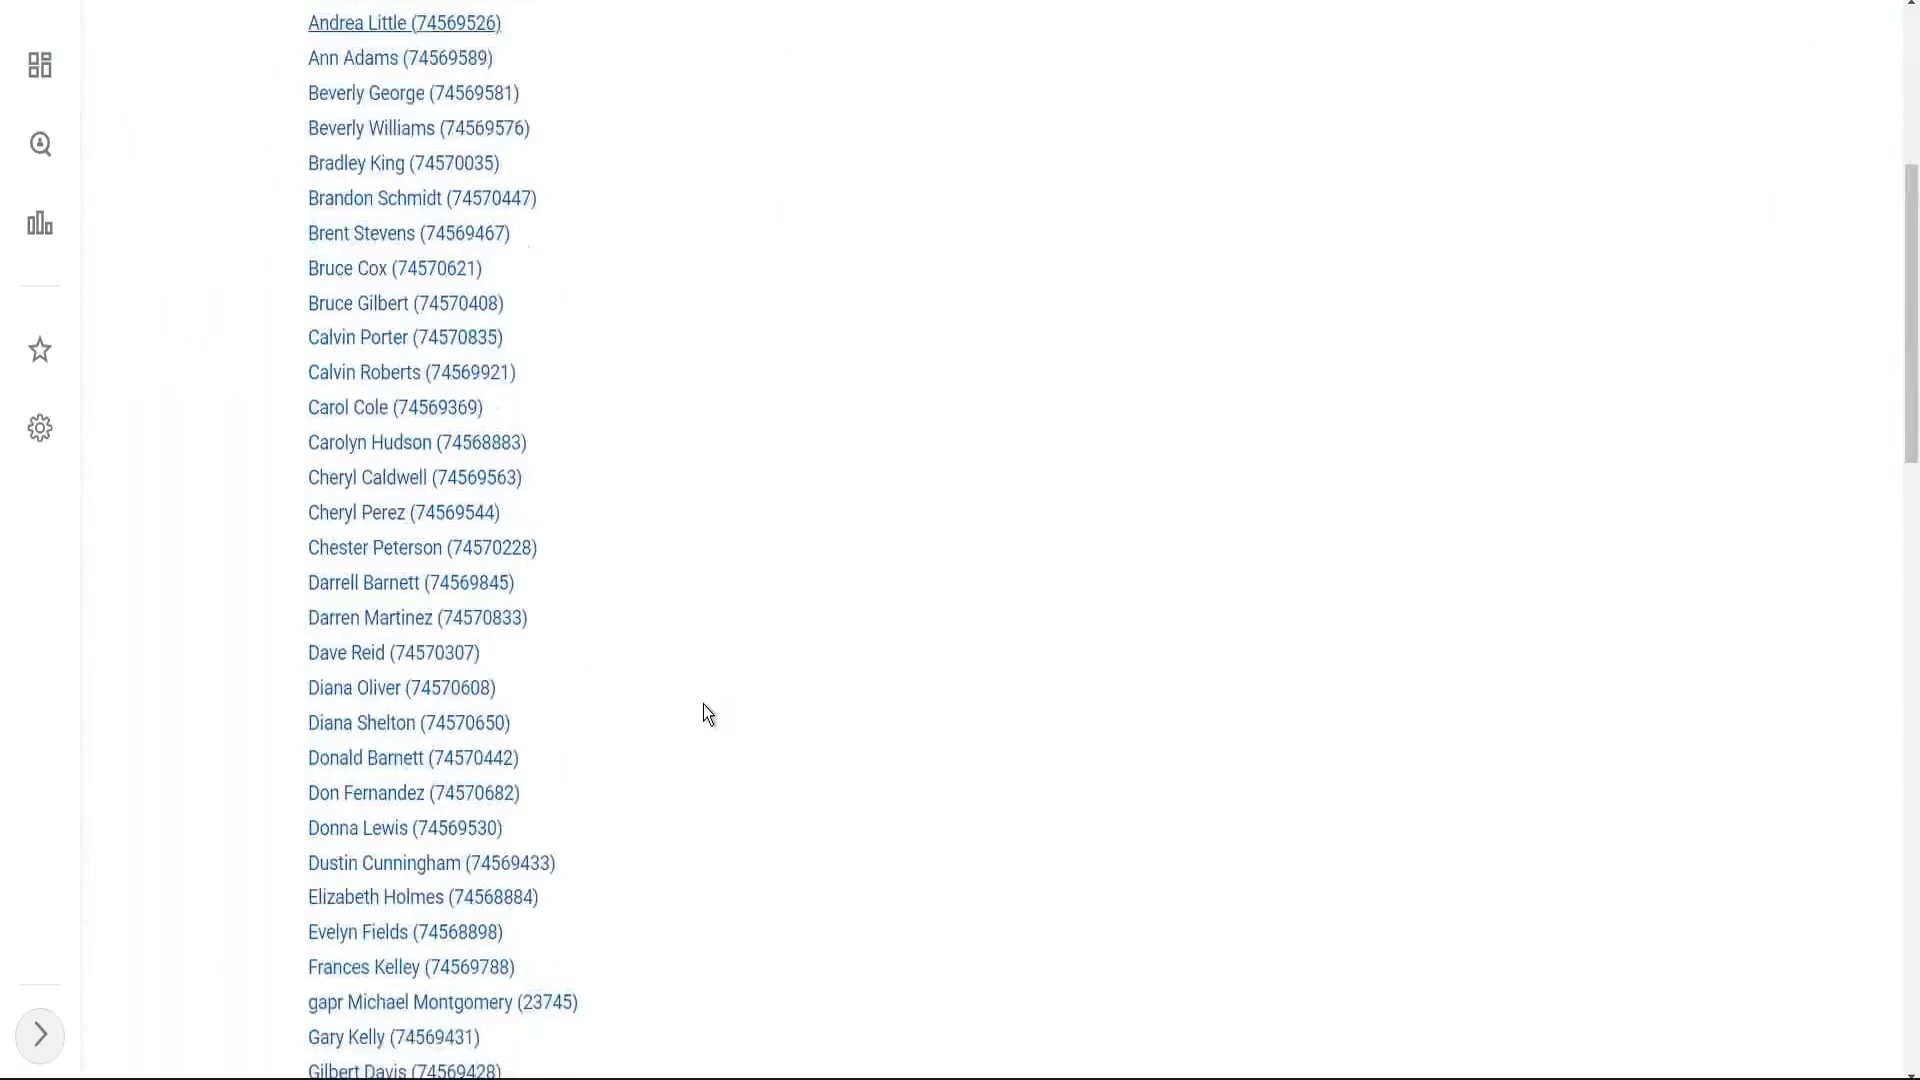 Andrea Little (74569526)
Ann Adams (74569589)
Beverly George (74569581)
Beverly Williams (74569576)
Bradley King (74570035)
Brandon Schmidt (74570447)
Brent Stevens (74569467)
Bruce Cox (74570621)
Bruce Gilbert (74570408)
Calvin Porter (74570835)
Calvin Roberts (74569921)
Carol Cole (74569369)
Carolyn Hudson (74568883)
Cheryl Caldwell (74569563)
Cheryl Perez (74569544)
Chester Peterson (74570228)
Darrell Barnett (74569845)
Darren Martinez (74570833)
Dave Reid (74570307)
Diana Oliver (74570608)
Diana Shelton (74570650)
Donald Barnett (74570442)
Don Fernandez (74570682)
Donna Lewis (74569530)
Dustin Cunningham (74569433)
Elizabeth Holmes (74568884)
Evelyn Fields (74568898)
Frances Kelley (74569788)
gapr Michael Montgomery (23745)
Gary Kelly (74569431)
Gilbert Davis (74569428)